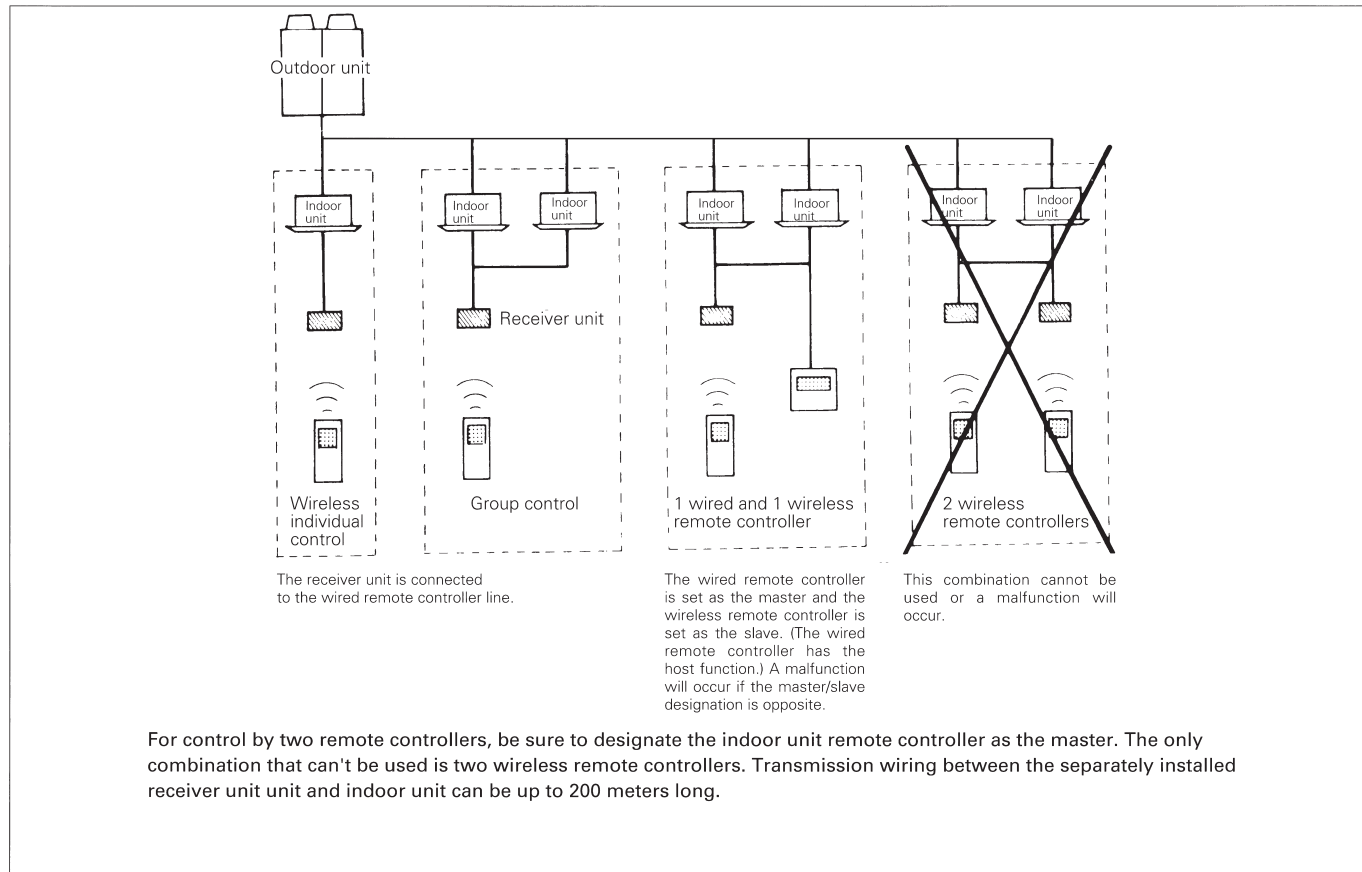 Outdoor unit
Indoor
unit
Indoor
unit
Indoor
unit
Indoor
unit
Indoor
unit
Indoor
unit
Indoor
unit
Receiver unit
Wireless
individual
control
Group control
1 wired and 1 wireless
remote controller
2 wireless
remote controllers
The receiver unit is connected
to the wired remote controller line.
The wired remote controller
is set as the master and the
wireless remote controller is
set as the slave. (The wired
remote controller has the
host function.) A malfunction
will occur if the master/slave
designation is opposite.
This combination cannot be
used or a malfunction will
occur.
For control by two remote controllers, be sure to designate the indoor unit remote controller as the master. The only
combination that can't be used is two wireless remote controllers. Transmission wiring between the separately installed
receiver unit unit and indoor unit can be up to 200 meters long.